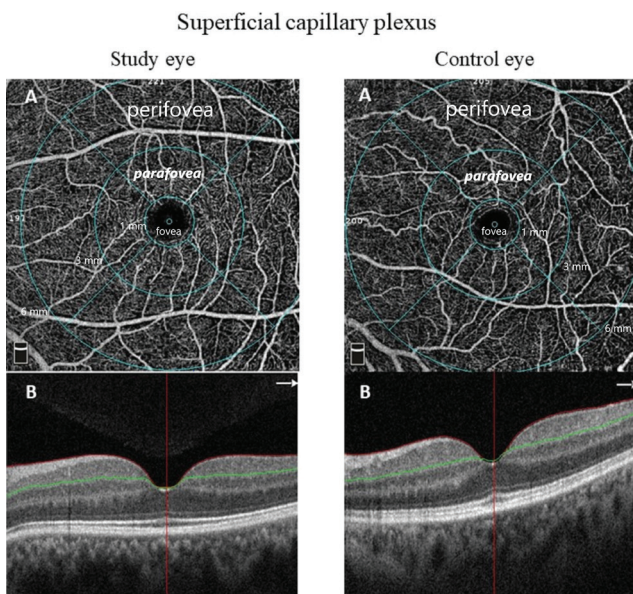 Superficial capillary plexus
Study eye
Control eye
A
perifovea
parafovea
1 mm
fovea
3 mm
6 mm
B
A
perifovea
parafovea
1 mm
fovea
3 mm
6 mm
B